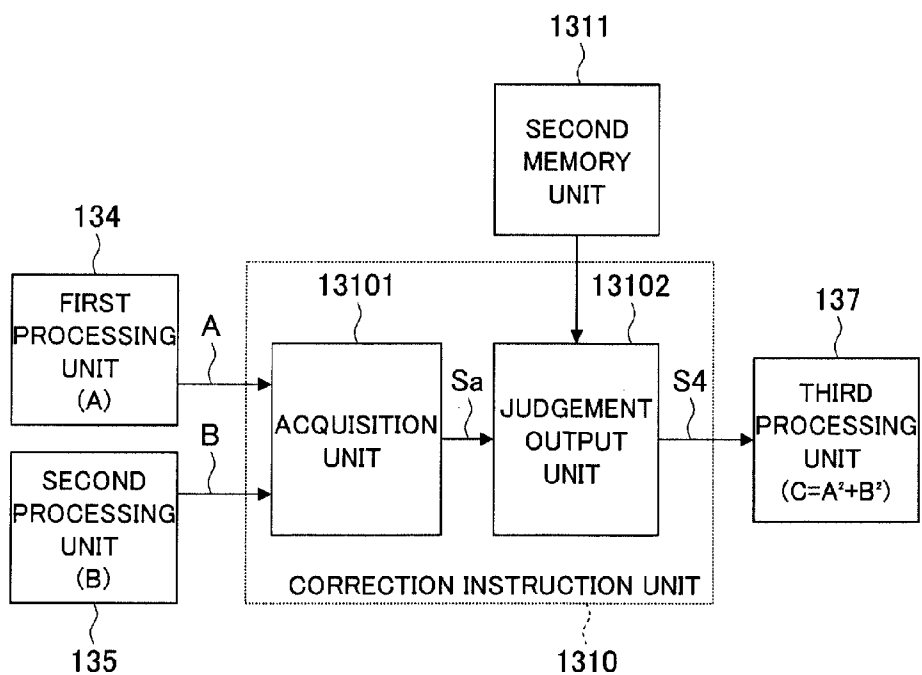 1311
SECOND
MEMORY
UNIT
134
FIRST
PROCESSING
UNIT
(A)
A
13101
ACQUISITION
UNIT
Sa
13102
JUDGEMENT
OUTPUT
UNIT
S4
137
THIRD
PROCESSING
UNIT
(C=A²+B²)
B
SECOND
PROCESSING
UNIT
(B)
135
CORRECTION INSTRUCTION UNIT
1310